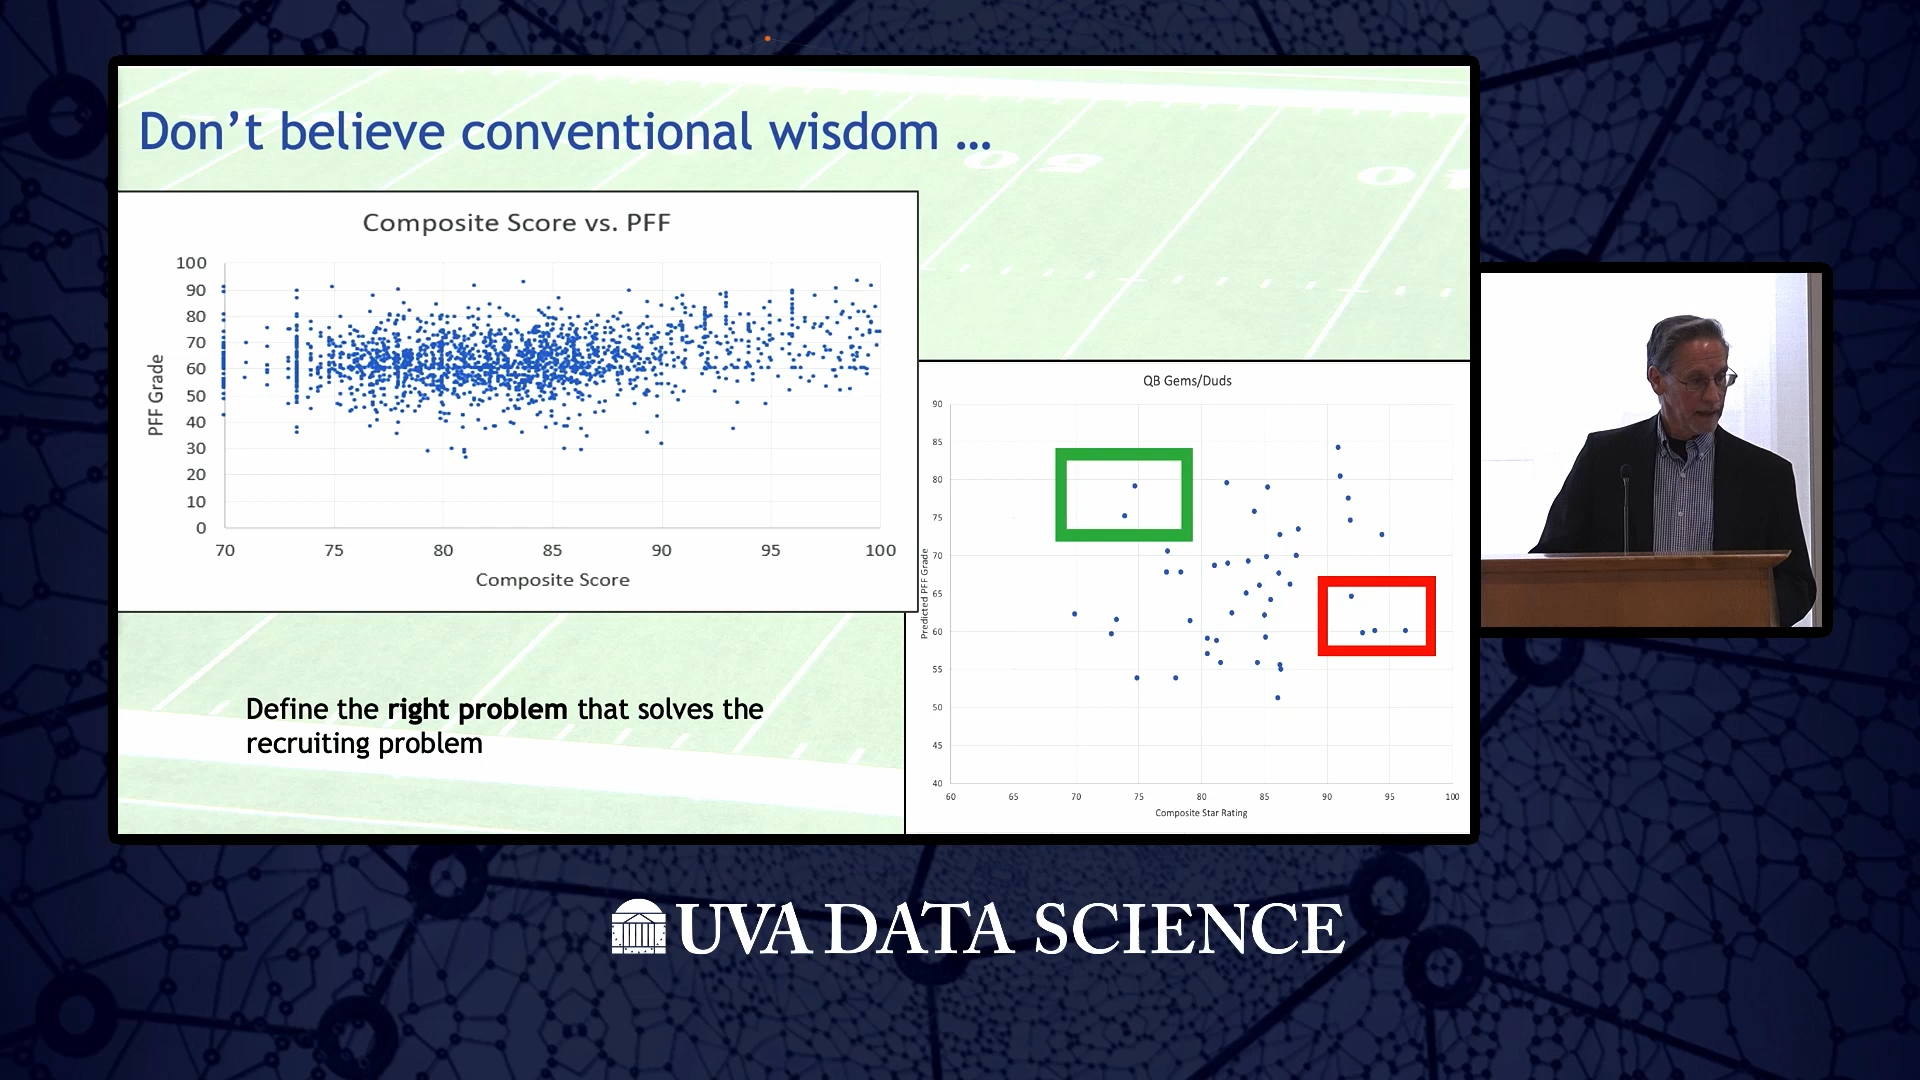 Don’t believe conventional wisdom …
Composite Score vs. PFF
PFF Grade
100
90
80
70
60
50
40
30
20
10
0
70 75 80 85 90 95 100
Composite Score
QB Gems/Duds
Predicted PFF Grade
90
85
80
75
70
65
60
55
50
45
40
60 65 70 75 80 85 90 95 100
Composite Star Rating
Define the right problem that solves the
recruiting problem
50
UVA DATA SCIENCE